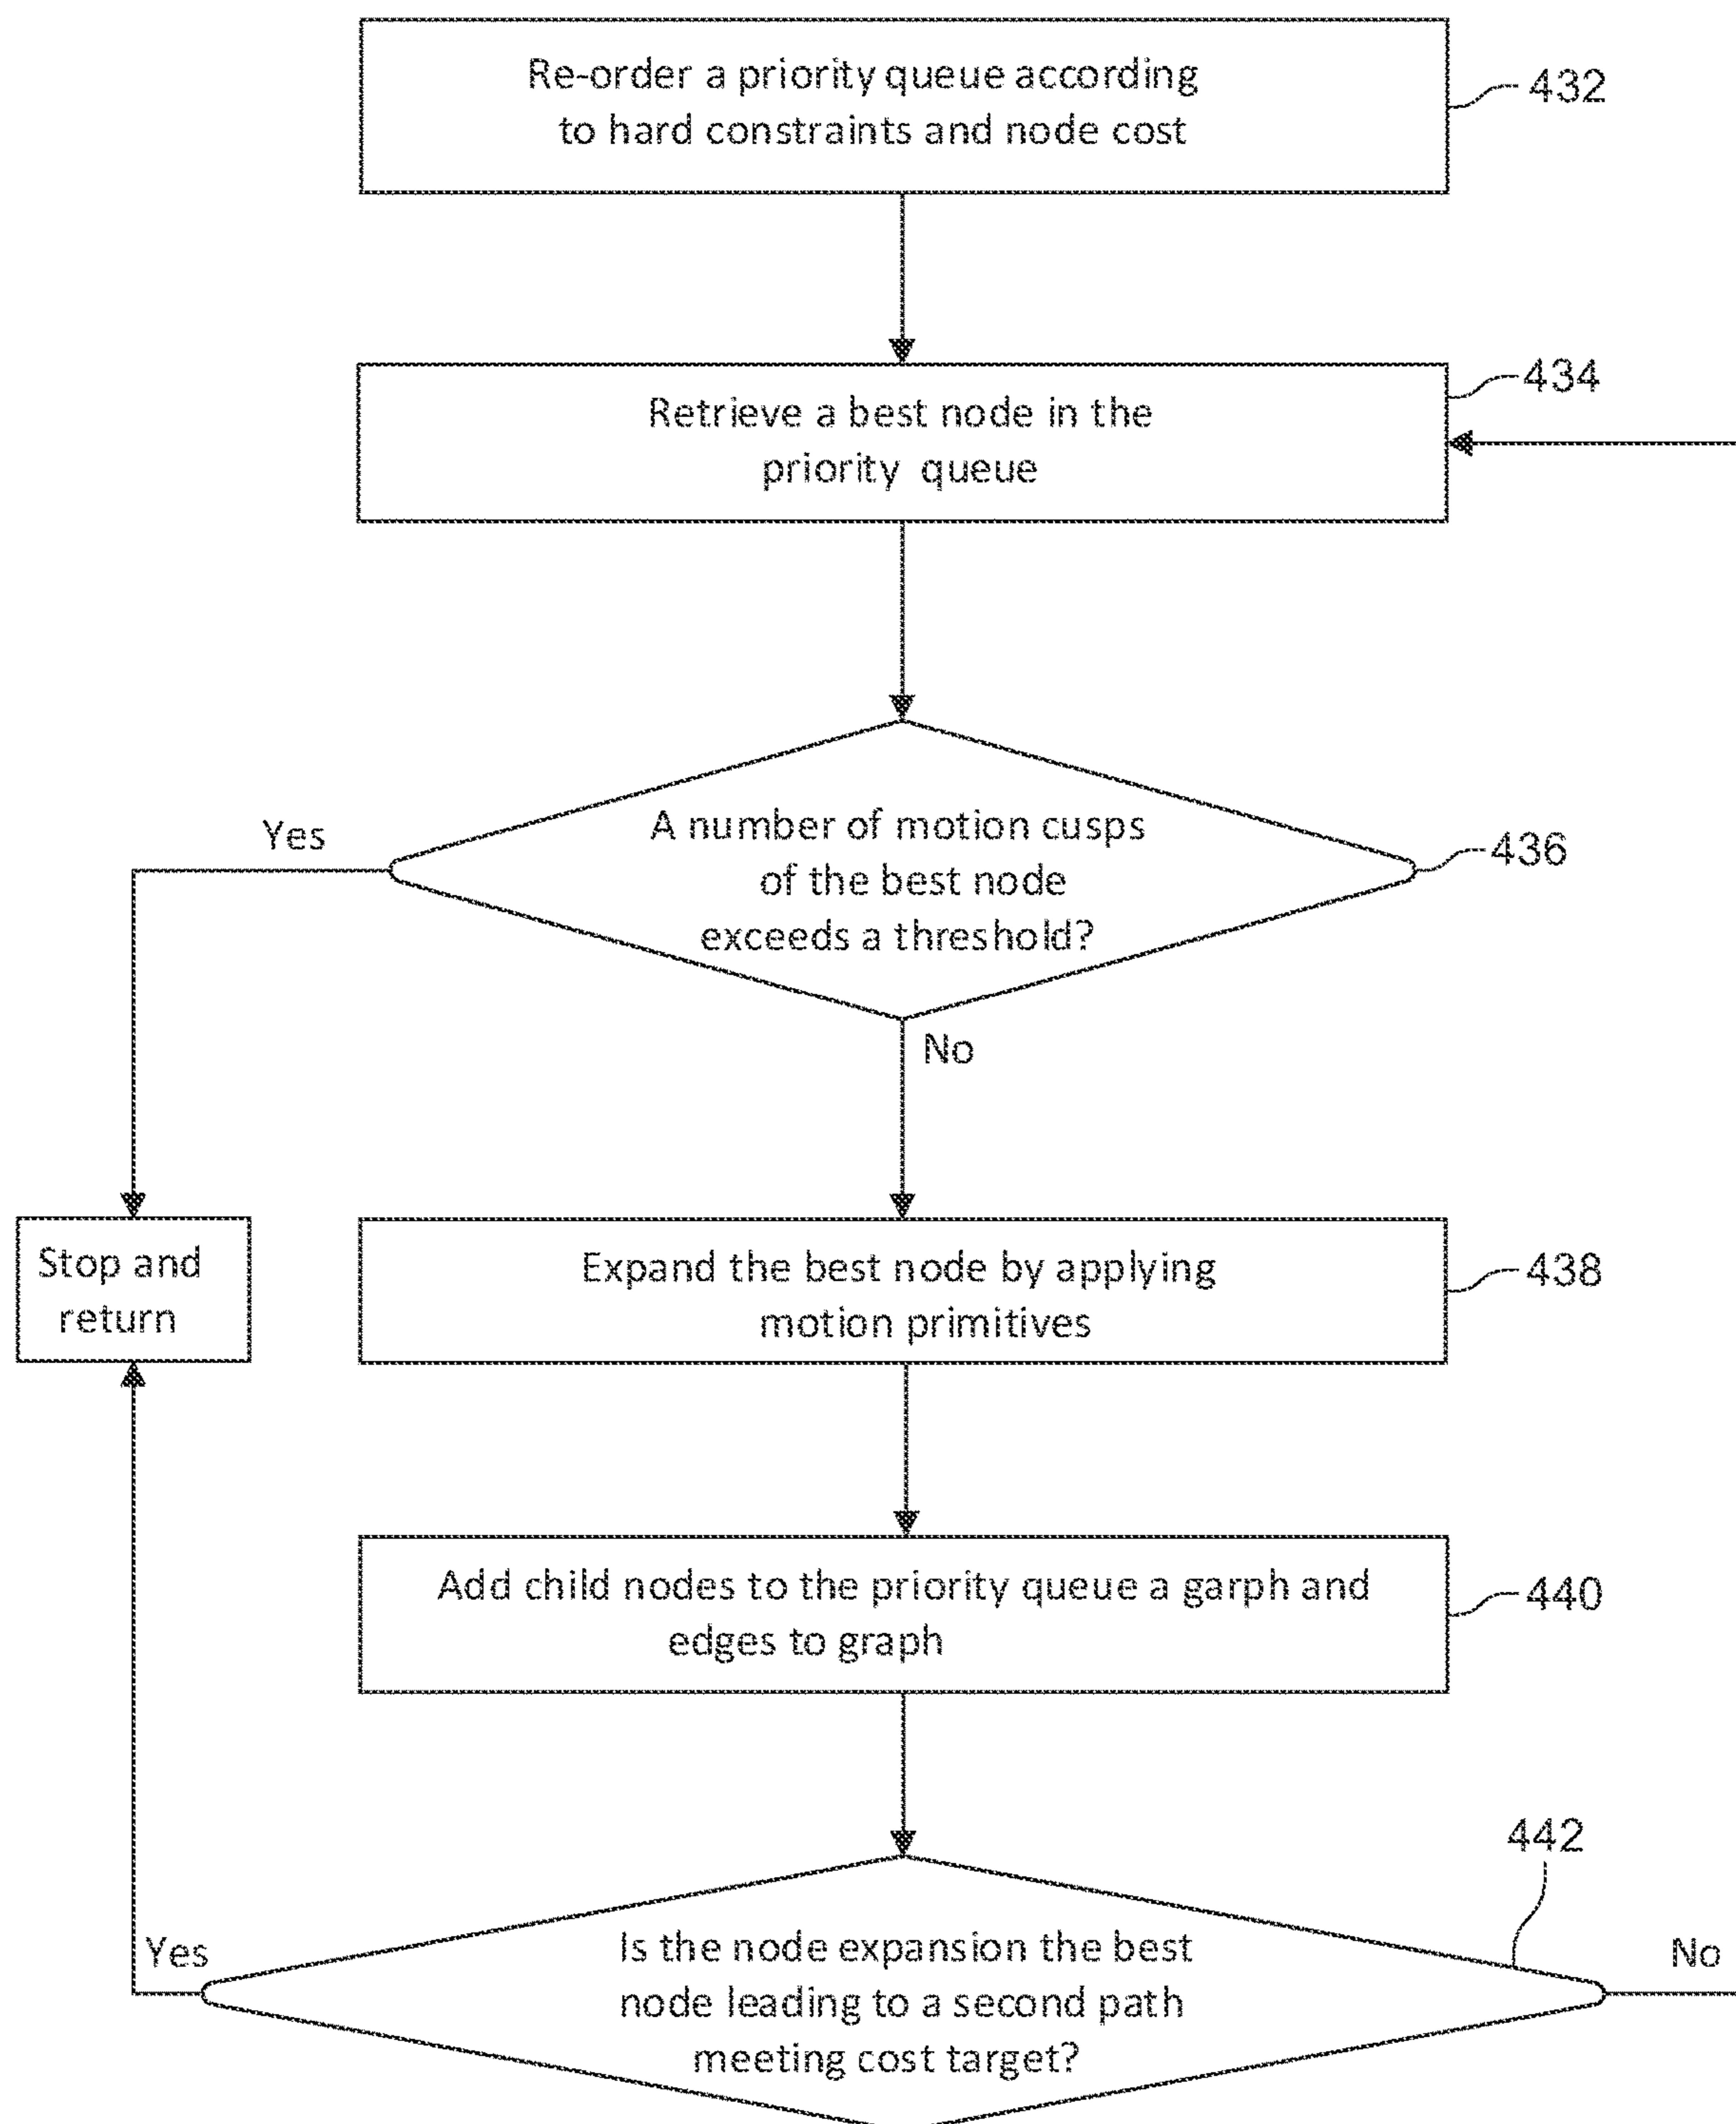 Re-order a priority queue according
to hard constraints and node cost
432
Retrieve a best node in the
priority queue
434
A number of motion cusps
of the best node
exceeds a threshold?
436
Yes
No
Stop and
return
Expand the best node by applying
motion primitives
438
Add child nodes to the priority queue a garph and
edges to graph
440
442
Is the node expansion the best
node leading to a second path
meeting cost target?
Yes
No